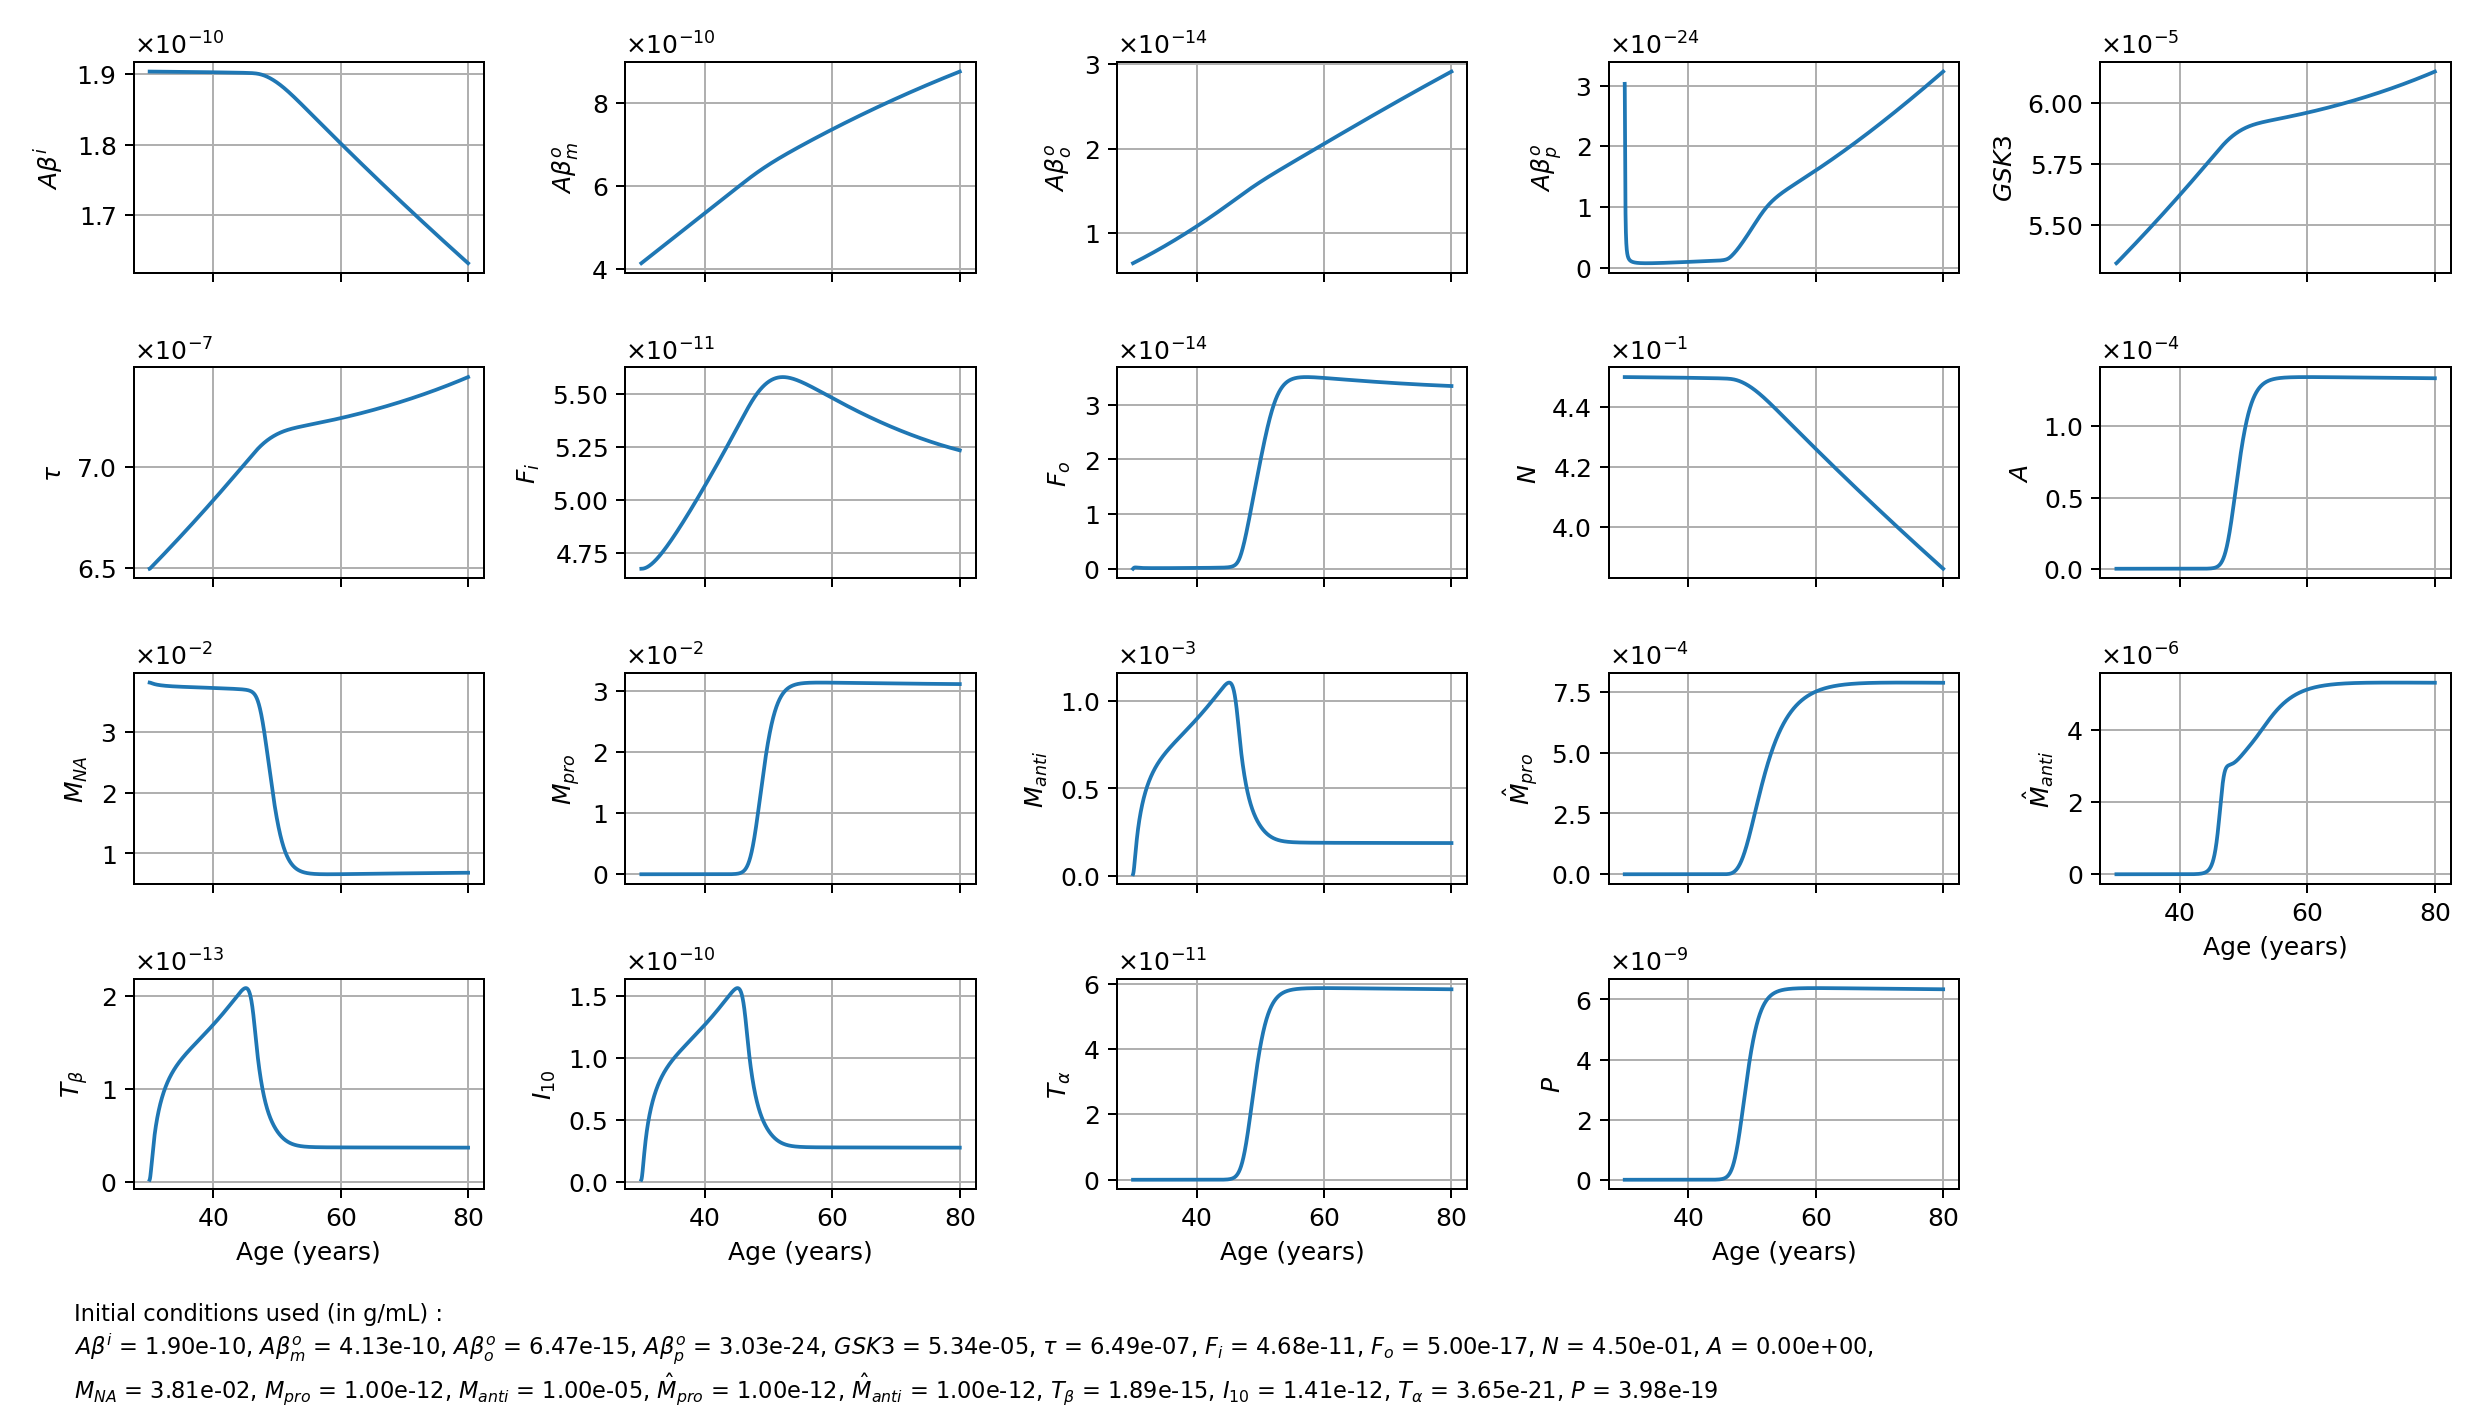 ×10⁻¹⁰ ×10⁻¹⁰ ×10⁻¹⁴ ×10⁻²⁴ ×10⁻⁵
Aβⁱ 1.9 1.8 1.7
Aβᵒₘ 8 6 4
Aβᵒₒ 3 2 1
Aβᵒₚ 3 2 1 0
GSK3 6.00 5.75 5.50
×10⁻⁷ ×10⁻¹¹ ×10⁻¹⁴ ×10⁻¹ ×10⁻⁴
τ 7.0 6.5
Fᵢ 5.50 5.25 5.00 4.75
Fₒ 3 2 1 0
N 4.4 4.2 4.0
A 1.0 0.5 0.0
×10⁻² ×10⁻² ×10⁻³ ×10⁻⁴ ×10⁻⁶
M_NA 3 2 1
M_pro 3 2 1 0
M_anti 1.0 0.5 0.0
M̂_pro 7.5 5.0 2.5 0.0
M̂_anti 4 2 0
40 60 80
Age (years)
×10⁻¹³ ×10⁻¹⁰ ×10⁻¹¹ ×10⁻⁹
T_β 2 1 0
I₁₀ 1.5 1.0 0.5 0.0
T_α 6 4 2 0
P 6 4 2 0
40 60 80 40 60 80 40 60 80 40 60 80
Age (years) Age (years) Age (years) Age (years)
Initial conditions used (in g/mL) :
Aβⁱ = 1.90e-10, Aβᵒₘ = 4.13e-10, Aβᵒₒ = 6.47e-15, Aβᵒₚ = 3.03e-24, GSK3 = 5.34e-05, τ = 6.49e-07, Fᵢ = 4.68e-11, Fₒ = 5.00e-17, N = 4.50e-01, A = 0.00e+00,
M_NA = 3.81e-02, M_pro = 1.00e-12, M_anti = 1.00e-05, M̂_pro = 1.00e-12, M̂_anti = 1.00e-12, T_β = 1.89e-15, I₁₀ = 1.41e-12, T_α = 3.65e-21, P = 3.98e-19